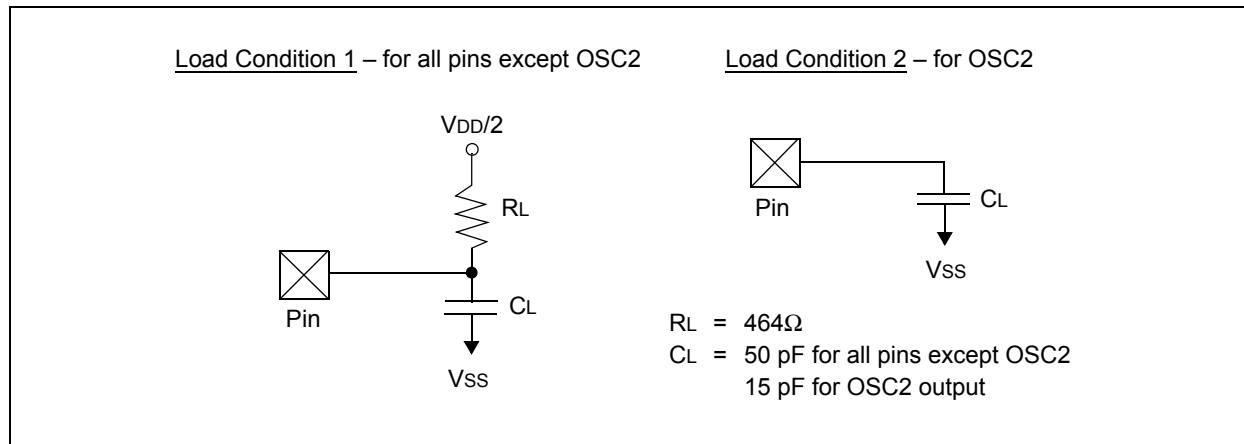 Load Condition 1 – for all pins except OSC2
Load Condition 2 – for OSC2
VDD/2
RL
Pin
CL
VSS
Pin
CL
VSS
RL = 464Ω
CL = 50 pF for all pins except OSC2
15 pF for OSC2 output